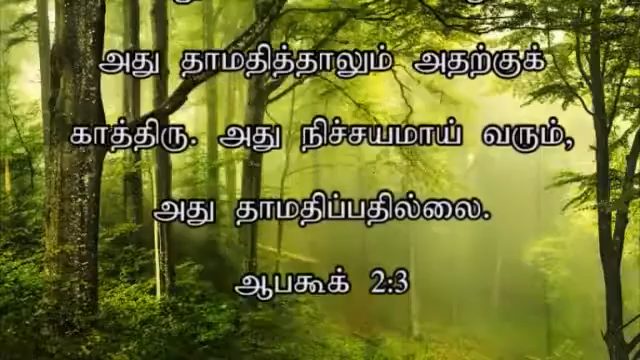 அது தாமதித்தாலும் அதற்குக்
காத்திரு. அது நிச்சயமாய் வரும்,
அது தாமதிப்பதில்லை.
ஆபகூக் 2:3